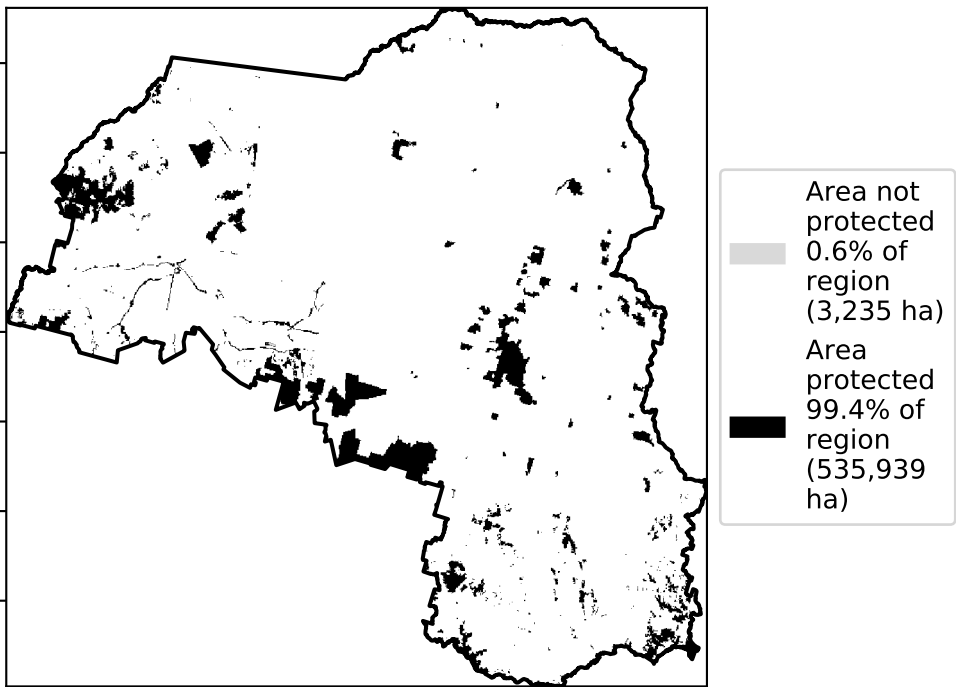 Area not
protected
0.6% of
region
(3,235 ha)
Area
protected
99.4% of
region
(535,939
ha)